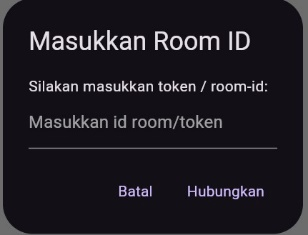 Masukkan Room ID
Silakan masukkan token / room-id:
Masukkan id room/token
Batal Hubungkan